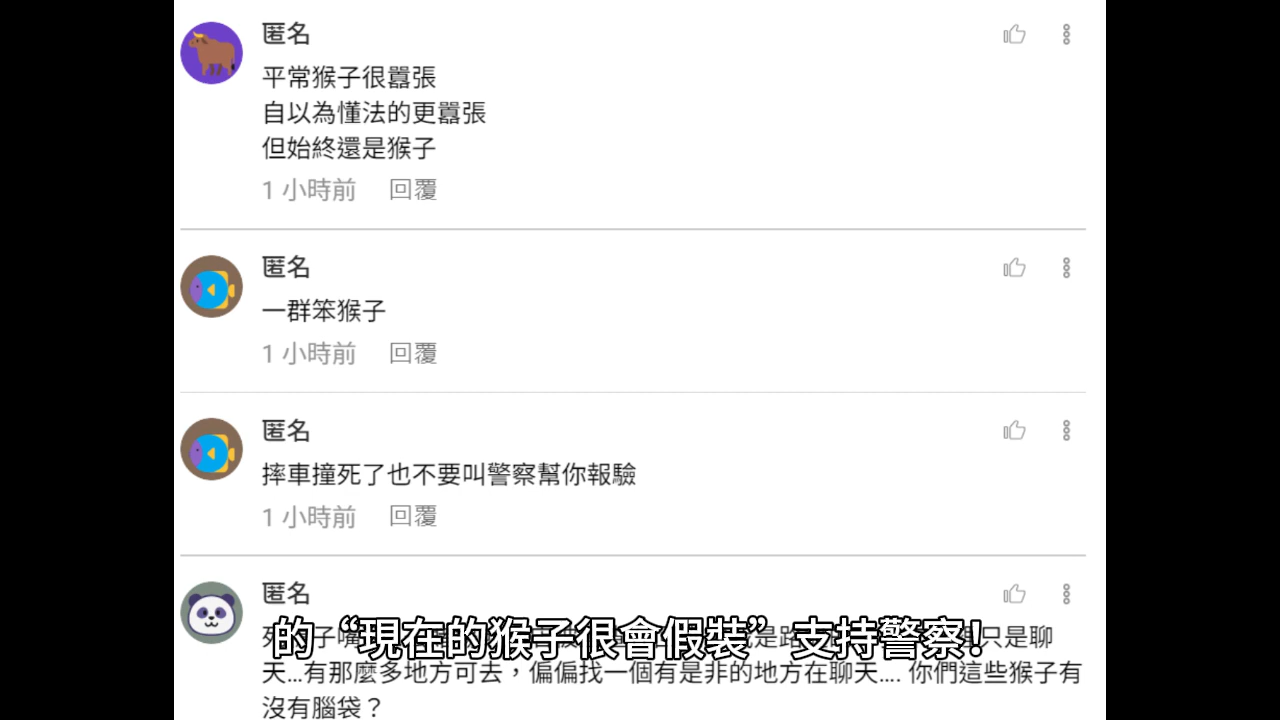 匿名
平常猴子很囂張
自以為懂法的更囂張
但始終還是猴子
1 小時前 回覆
匿名
一群笨猴子
1 小時前 回覆
匿名
摔車撞死了也不要叫警察幫你報驗
1 小時前 回覆
匿名
的“現在的猴子很會假裝”支持警察！
只是聊
天...有那麼多地方可去，偏偏找一個有是非的地方在聊天.... 你們這些猴子有
沒有腦袋？